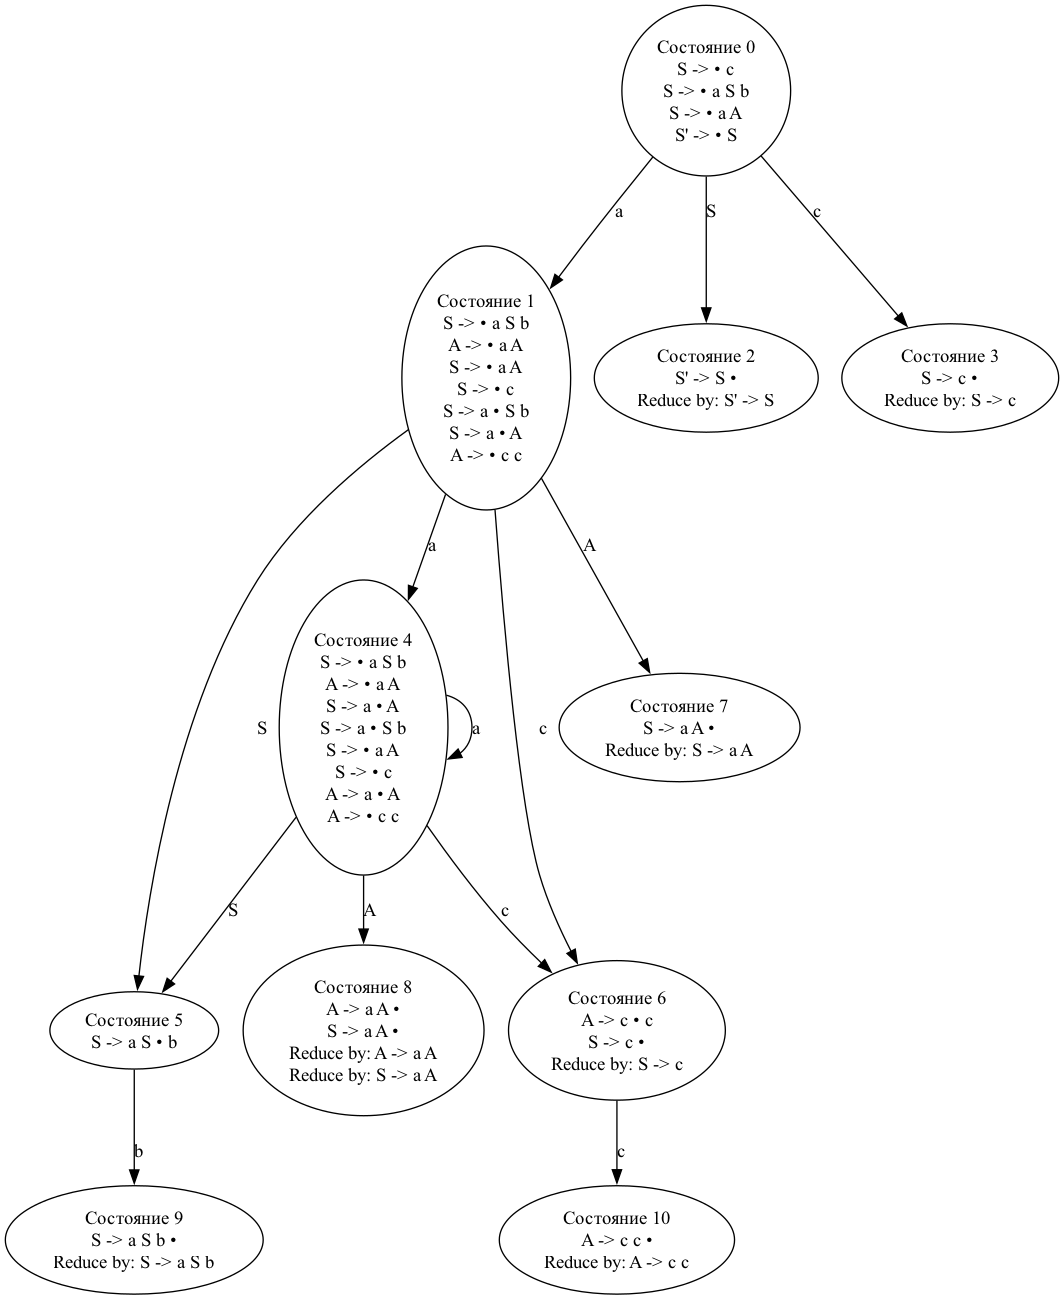 Состояние 0
S -> • c
S -> • a S b
S -> • a A
S' -> • S
a
S
c
Состояние 1
S -> • a S b
A -> • a A
S -> • a A
S -> • c
S -> a • S b
S -> a • A
A -> • c c
Состояние 2
S' -> S •
Reduce by: S' -> S
Состояние 3
S -> c •
Reduce by: S -> c
a
A
Состояние 4
S -> • a S b
A -> • a A
S -> a • A
S -> a • S b
S -> • a A
S -> • c
A -> a • A
A -> • c c
S
a
c
Состояние 7
S -> a A •
Reduce by: S -> a A
S
A
c
Состояние 5
S -> a S • b
Состояние 8
A -> a A •
S -> a A •
Reduce by: A -> a A
Reduce by: S -> a A
Состояние 6
A -> c • c
S -> c •
Reduce by: S -> c
b
c
Состояние 9
S -> a S b •
Reduce by: S -> a S b
Состояние 10
A -> c c •
Reduce by: A -> c c